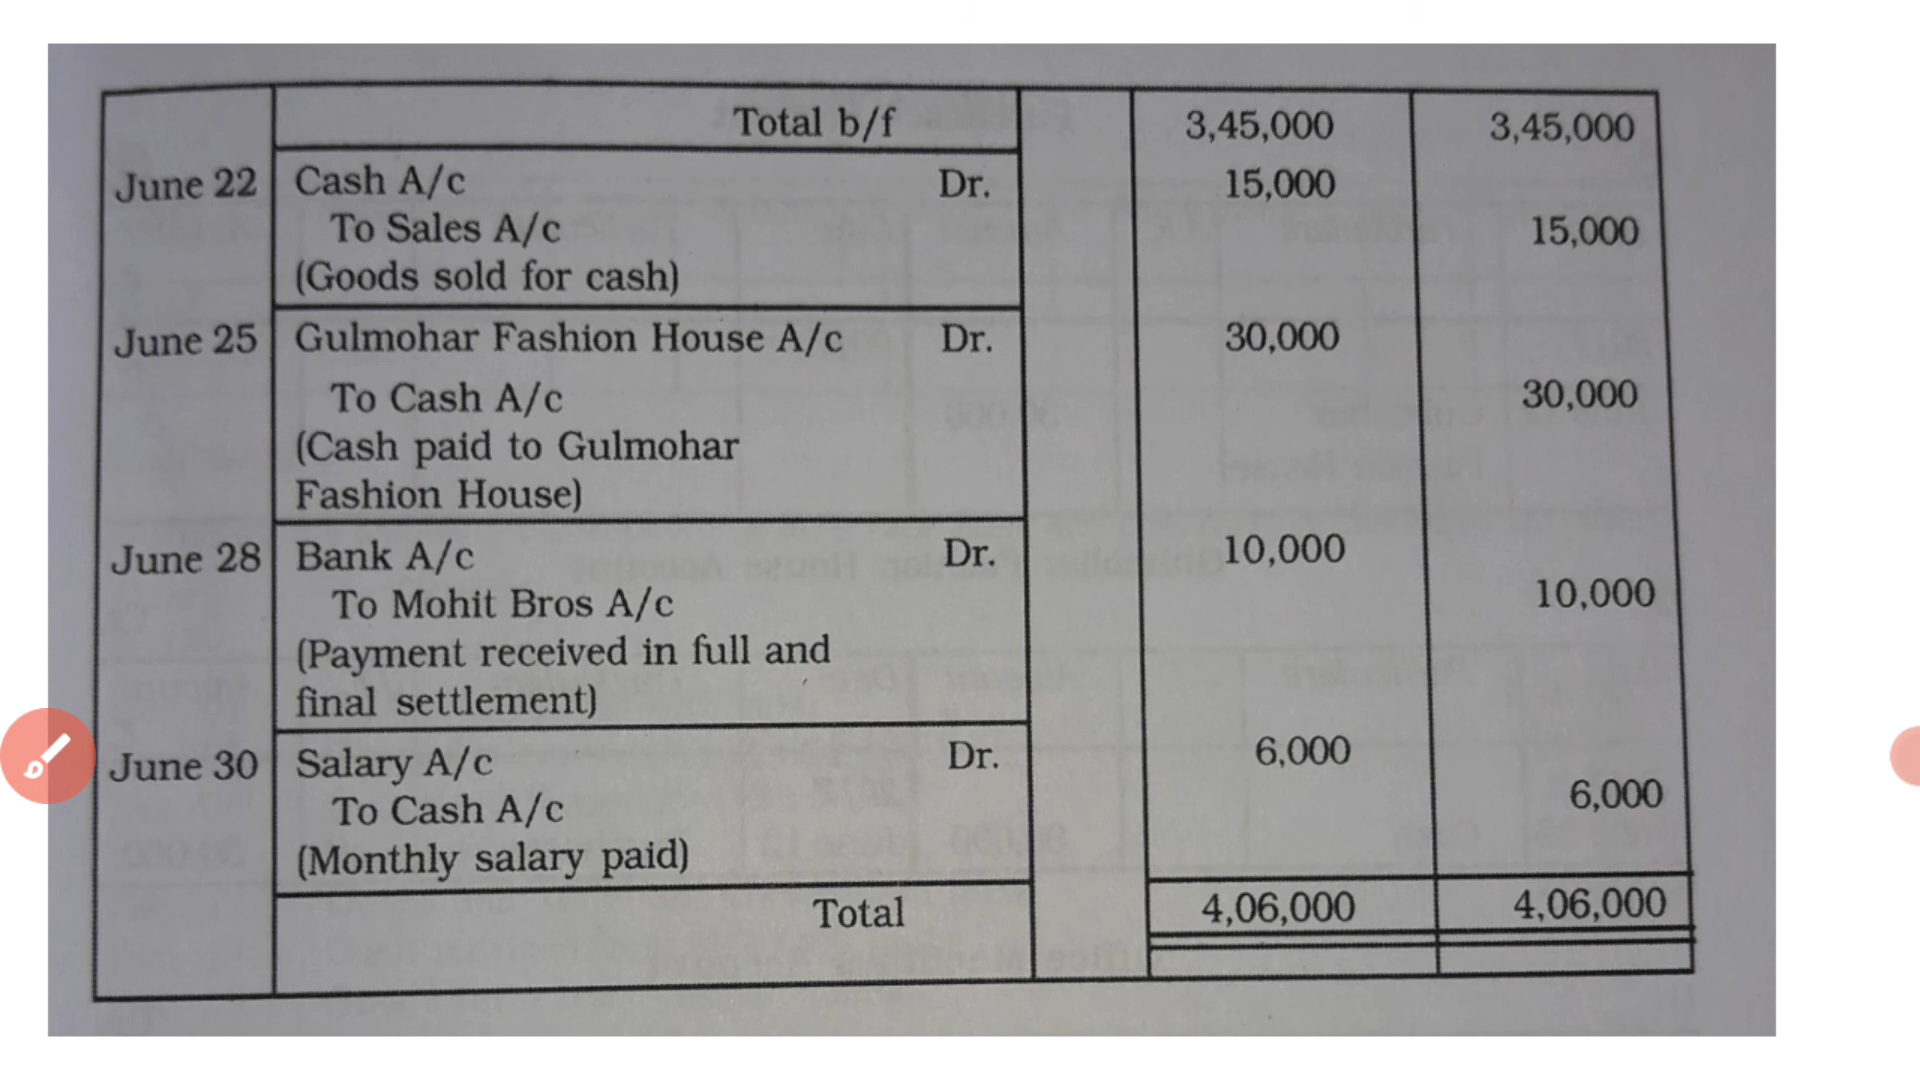 Total b/f 3,45,000 3,45,000
June 22 Cash A/c Dr. 15,000
To Sales A/c 15,000
(Goods sold for cash)
June 25 Gulmohar Fashion House A/c Dr. 30,000
To Cash A/c 30,000
(Cash paid to Gulmohar
Fashion House)
June 28 Bank A/c Dr. 10,000
To Mohit Bros A/c 10,000
(Payment received in full and
final settlement)
June 30 Salary A/c Dr. 6,000
To Cash A/c 6,000
(Monthly salary paid)
Total 4,06,000 4,06,000